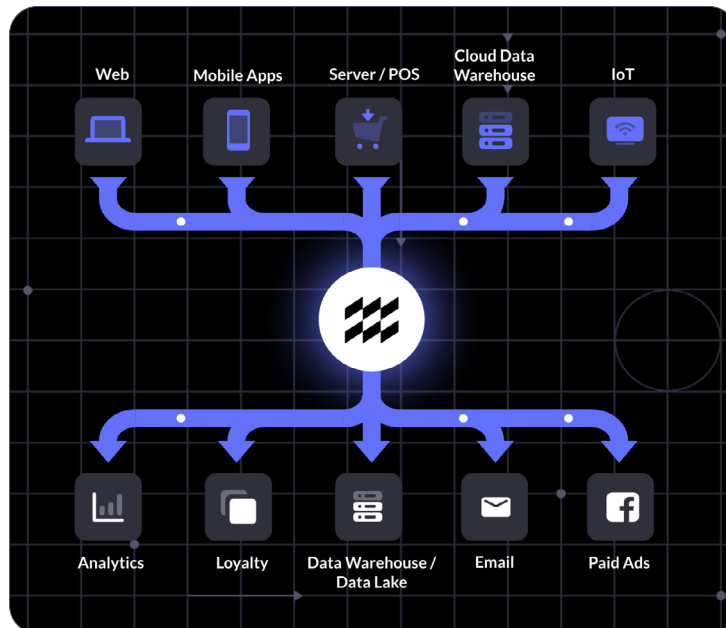 Web
Mobile Apps
Server / POS
Cloud Data
Warehouse
IoT
Analytics
Loyalty
Data Warehouse /
Data Lake
Email
Paid Ads